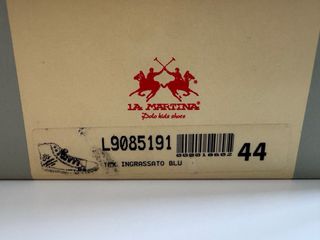 LA MARTINA
Polo kids shoes
L9085191
44
INGRASSATO BLU